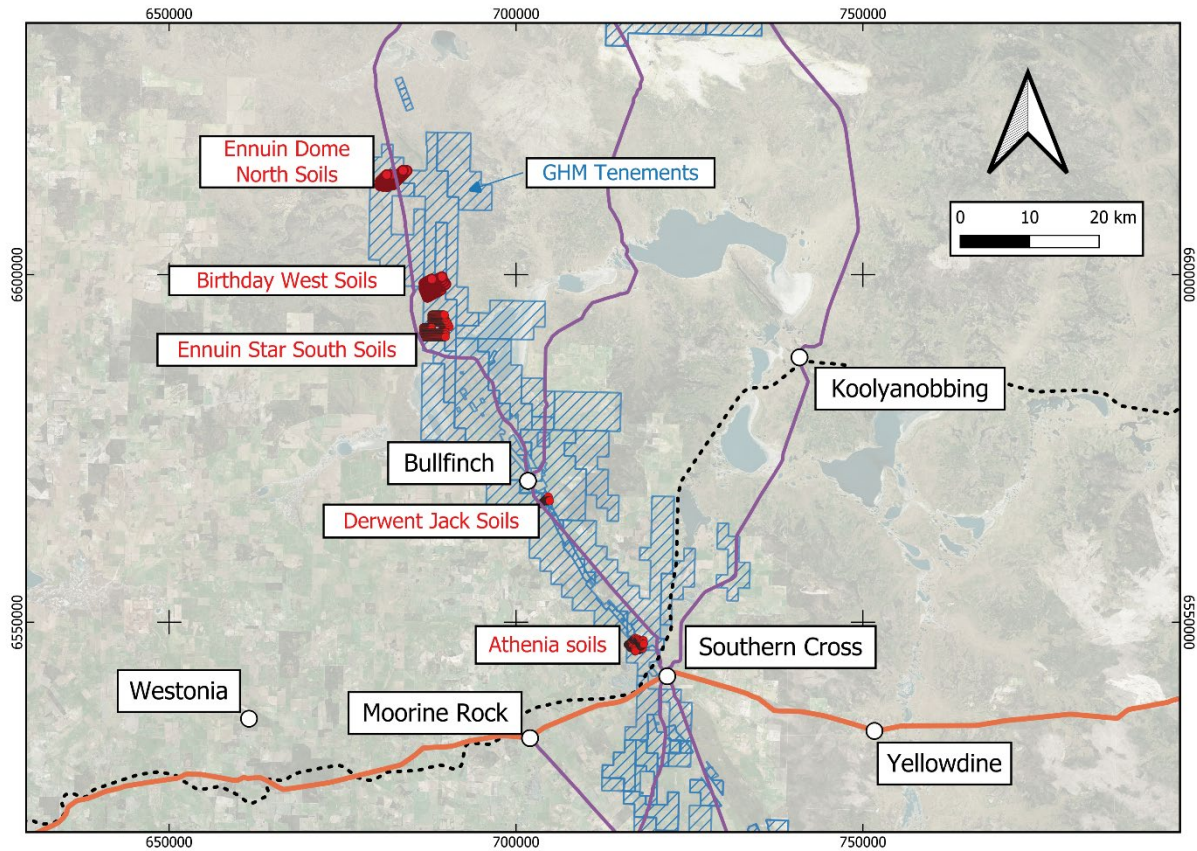 650000
700000
750000
Ennuin Dome
North Soils
GHM Tenements
0 10 20 km
Birthday West Soils
6600000
6600000
Ennuin Star South Soils
Koolyanobbing
Bullfinch
Derwent Jack Soils
6550000
6550000
Athenia soils
Southern Cross
Westonia
Moorine Rock
Yellowdine
650000
700000
750000